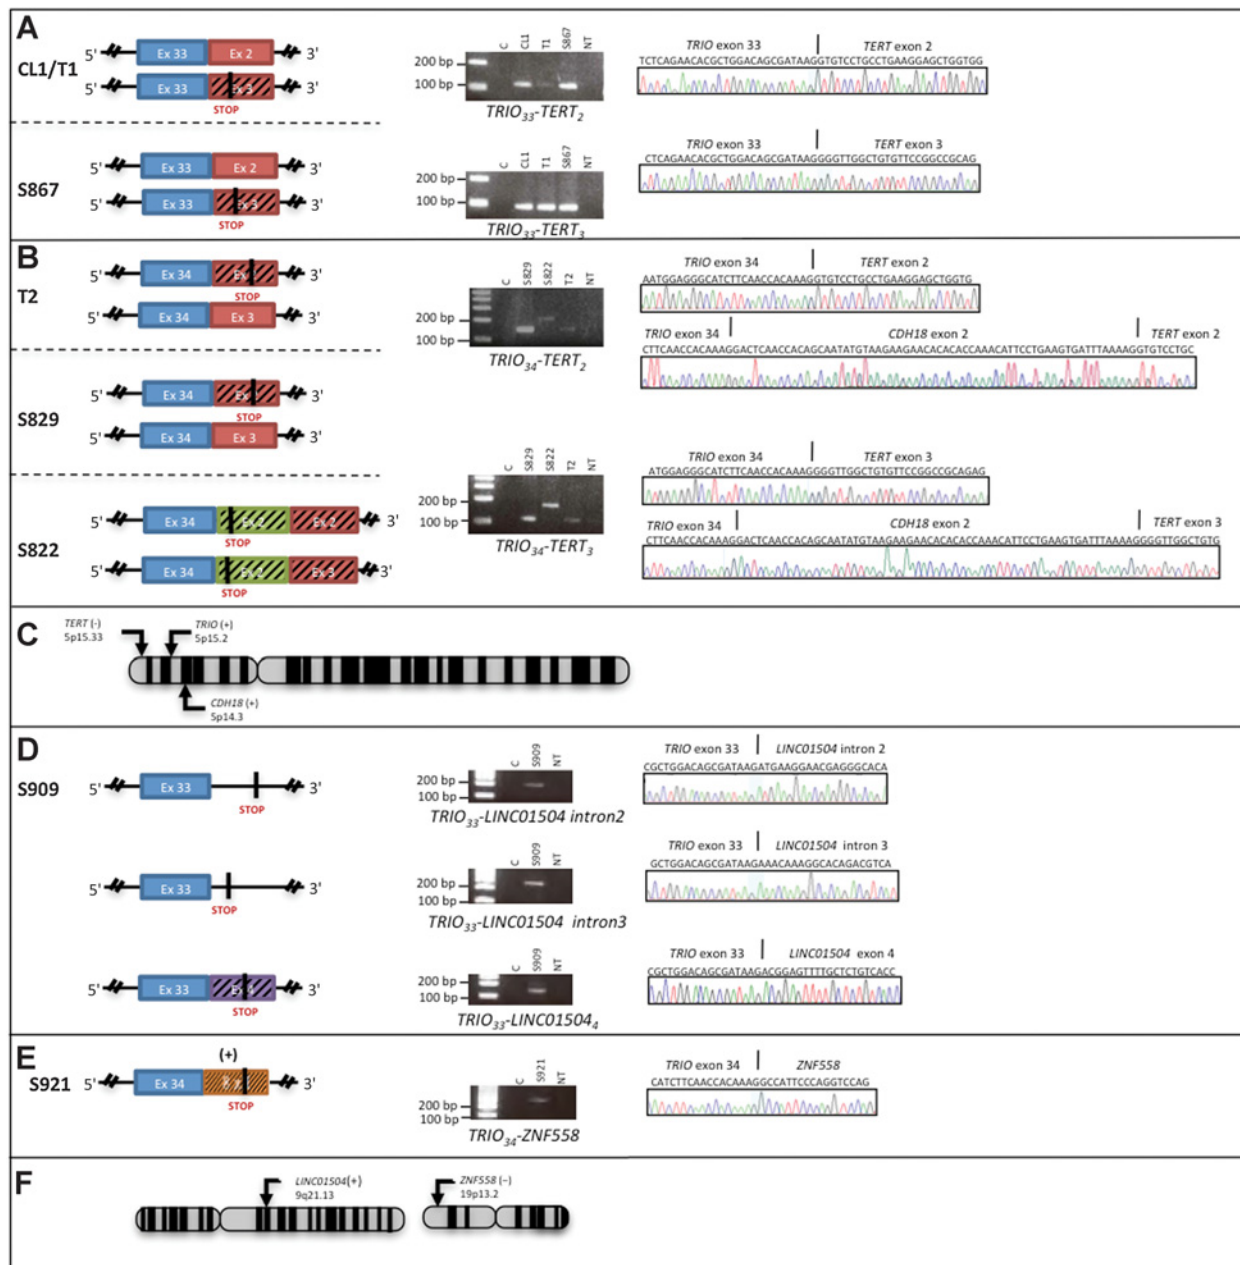 A
CL1/T1
5' Ex 33 Ex 2 3'
5' Ex 33 Ex 3 3'
STOP
C CL1 T1 S867 NT
200 bp
100 bp
TRIO33-TERT2
TRIO exon 33 | TERT exon 2
TCTCAGAACACGCTGGACAGCGATAAGGTGTCCTGCCTGAAGGAGCTGGTGG
S867
5' Ex 33 Ex 2 3'
5' Ex 33 Ex 3 3'
STOP
C CL1 T1 S867 NT
200 bp
100 bp
TRIO33-TERT3
TRIO exon 33 | TERT exon 3
CTCAGAACACGCTGGACAGCGATAAGGGGTTGGCTGTGTTCCGGCCGCAG
B
T2
5' Ex 34 Ex 3'
STOP
5' Ex 34 Ex 3 3'
C S829 S822 T2 NT
200 bp
100 bp
TRIO34-TERT2
TRIO exon 34 | TERT exon 2
AATGGAGGGCATCTTCAACCACAAAGGTGTCCTGCCTGAAGGAGCTGGTG
TRIO exon 34 | CDH18 exon 2 | TERT exon 2
CTTCAACCACAAAGGACTCAACCACAGCAATATGTAAGAAGAACACACACCAAACATTCCTGAAGTGATTTAAAAGGTGTCCTGC
S829
5' Ex 34 Ex 3'
STOP
5' Ex 34 Ex 3 3'
S822
5' Ex 34 Ex 2 Ex 2 3'
STOP
5' Ex 34 Ex 2 Ex 3 3'
STOP
C S829 S822 T2 NT
200 bp
100 bp
TRIO34-TERT3
TRIO exon 34 | TERT exon 3
ATGGAGGGCATCTTCAACCACAAAGGGGTTGGCTGTGTTCCGGCCGCAGAG
TRIO exon 34 | CDH18 exon 2 | TERT exon 3
CTTCAACCACAAAGGACTCAACCACAGCAATATGTAAGAAGAACACACACCAAACATTCCTGAAGTGATTTAAAAGGGGTTGGCTGTG
C
TERT (-)
5p15.33
TRIO (+)
5p15.2
CDH18 (+)
5p14.3
D
S909
5' Ex 33 3'
STOP
C S909 NT
200 bp
100 bp
TRIO33-LINC01504 intron2
TRIO exon 33 | LINC01504 intron 2
CGCTGGACAGCGATAAGATGAAGGAACGAGGGCACA
5' Ex 33 3'
STOP
C S909 NT
200 bp
100 bp
TRIO33-LINC01504 intron3
TRIO exon 33 | LINC01504 intron 3
GCTGGACAGCGATAAGAAACAAAGGCACAGACGTCA
5' Ex 33 Ex 4 3'
STOP
C S909 NT
200 bp
100 bp
TRIO33-LINC015044
TRIO exon 33 | LINC01504 exon 4
CGCTGGACAGCGATAAGACGGAGTTTTGCTCTGTCACC
E
S921
(+)
5' Ex 34 3'
STOP
C S921 NT
200 bp
100 bp
TRIO34-ZNF558
TRIO exon 34 | ZNF558
CATCTTCAACCACAAAGGCCATTCCCAGGTCCAG
F
LINC01504(+)
9q21.13
ZNF558 (−)
19p13.2